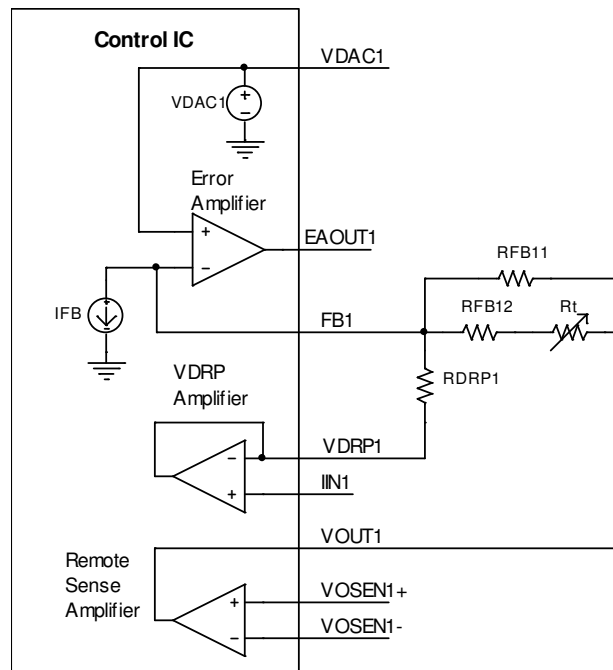 Control IC
VDAC1
VDAC1
+
−
Error
Amplifier
+
−
EAOUT1
RFB11
IFB
+
-
FB1
RFB12
Rt
RDRP1
VDRP
Amplifier
−
VDRP1
+
IIN1
VOUT1
Remote
Sense
Amplifier
+
VOSEN1+
−
VOSEN1-